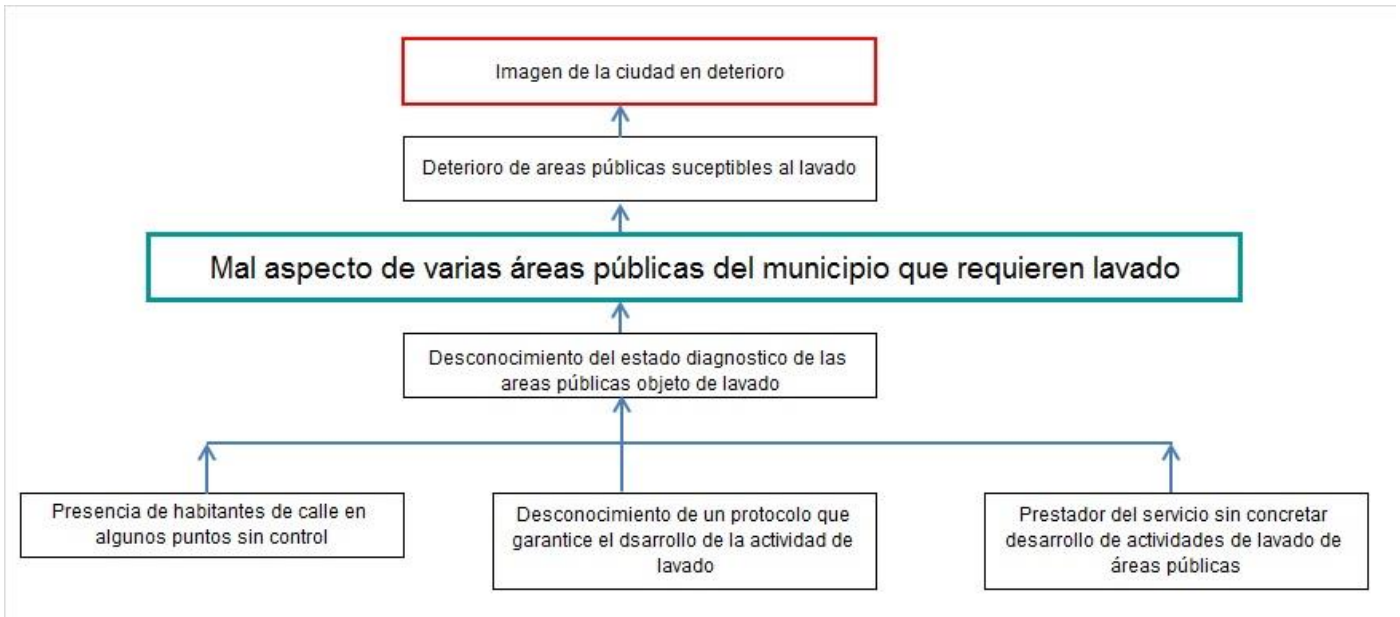 Imagen de la ciudad en deterioro
Deterioro de areas públicas suceptibles al lavado
Mal aspecto de varias áreas públicas del municipio que requieren lavado
Desconocimiento del estado diagnostico de las
areas públicas objeto de lavado
Presencia de habitantes de calle en
algunos puntos sin control
Desconocimiento de un protocolo que
garantice el dsarrollo de la actividad de
lavado
Prestador del servicio sin concretar
desarrollo de actividades de lavado de
áreas públicas